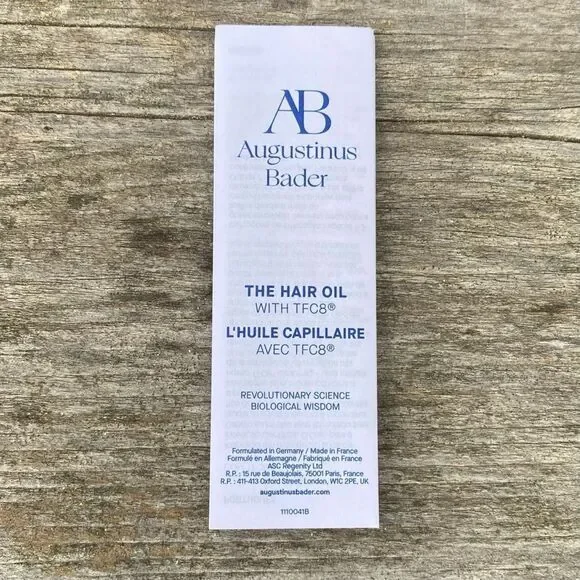 AB
Augustinus
Bader
THE HAIR OIL
WITH TFC8®
L'HUILE CAPILLAIRE
AVEC TFC8®
REVOLUTIONARY SCIENCE
BIOLOGICAL WISDOM
Formulated in Germany / Made in France
Formulé en Allemagne / Fabriqué en France
ASC Regenity Ltd
R.P. : 15 rue de Beaujolais, 75001 Paris, France
R.P. : 411-413 Oxford Street, London, W1C 2PE, UK
augustinusbader.com
1110041B